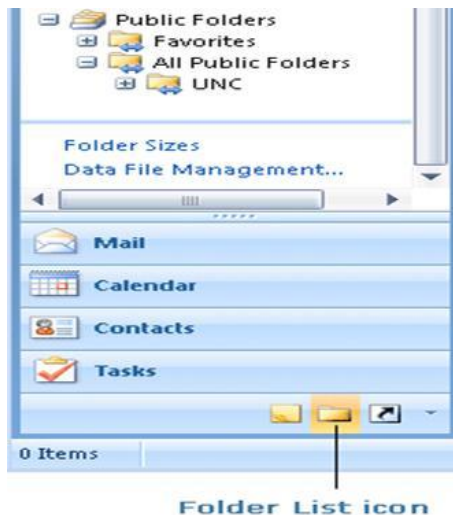 Public Folders
Favorites
All Public Folders
UNC
Folder Sizes
Data File Management...
Mail
Calendar
Contacts
Tasks
0 Items
Folder List icon